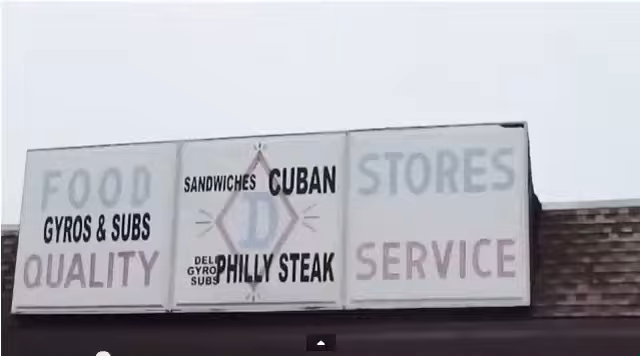 FOOD
GYROS & SUBS
QUALITY
SANDWICHES CUBAN
D
DELI
GYRO
SUBS
PHILLY STEAK
STORES
SERVICE